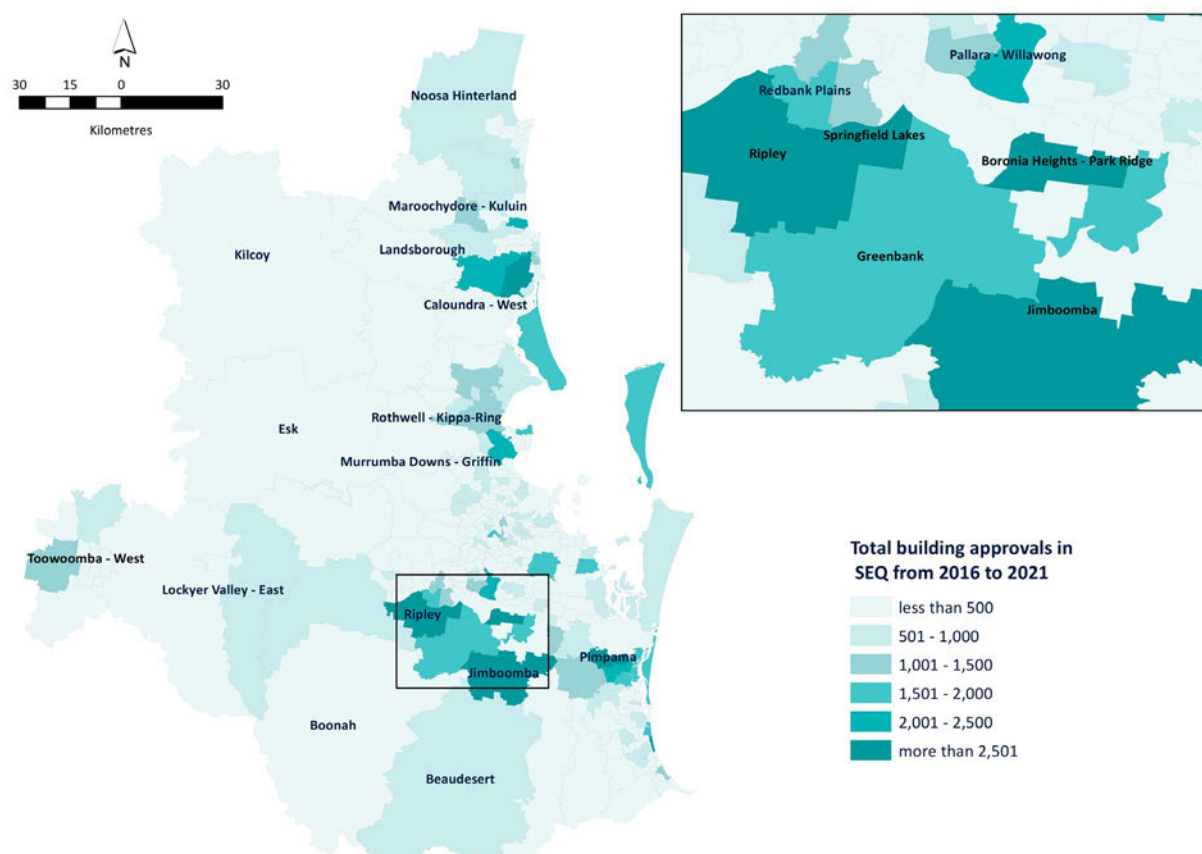 N
30 15 0 30
Kilometres
Noosa Hinterland
Maroochydore - Kuluin
Kilcoy
Landsborough
Caloundra - West
Rothwell - Kippa-Ring
Esk
Murrumba Downs - Griffin
Toowoomba - West
Lockyer Valley - East
Ripley
Pimpama
Jimboomba
Boonah
Beaudesert
Pallara - Willawong
Redbank Plains
Springfield Lakes
Ripley
Boronia Heights - Park Ridge
Greenbank
Jimboomba
Total building approvals in
SEQ from 2016 to 2021
less than 500
501 - 1,000
1,001 - 1,500
1,501 - 2,000
2,001 - 2,500
more than 2,501